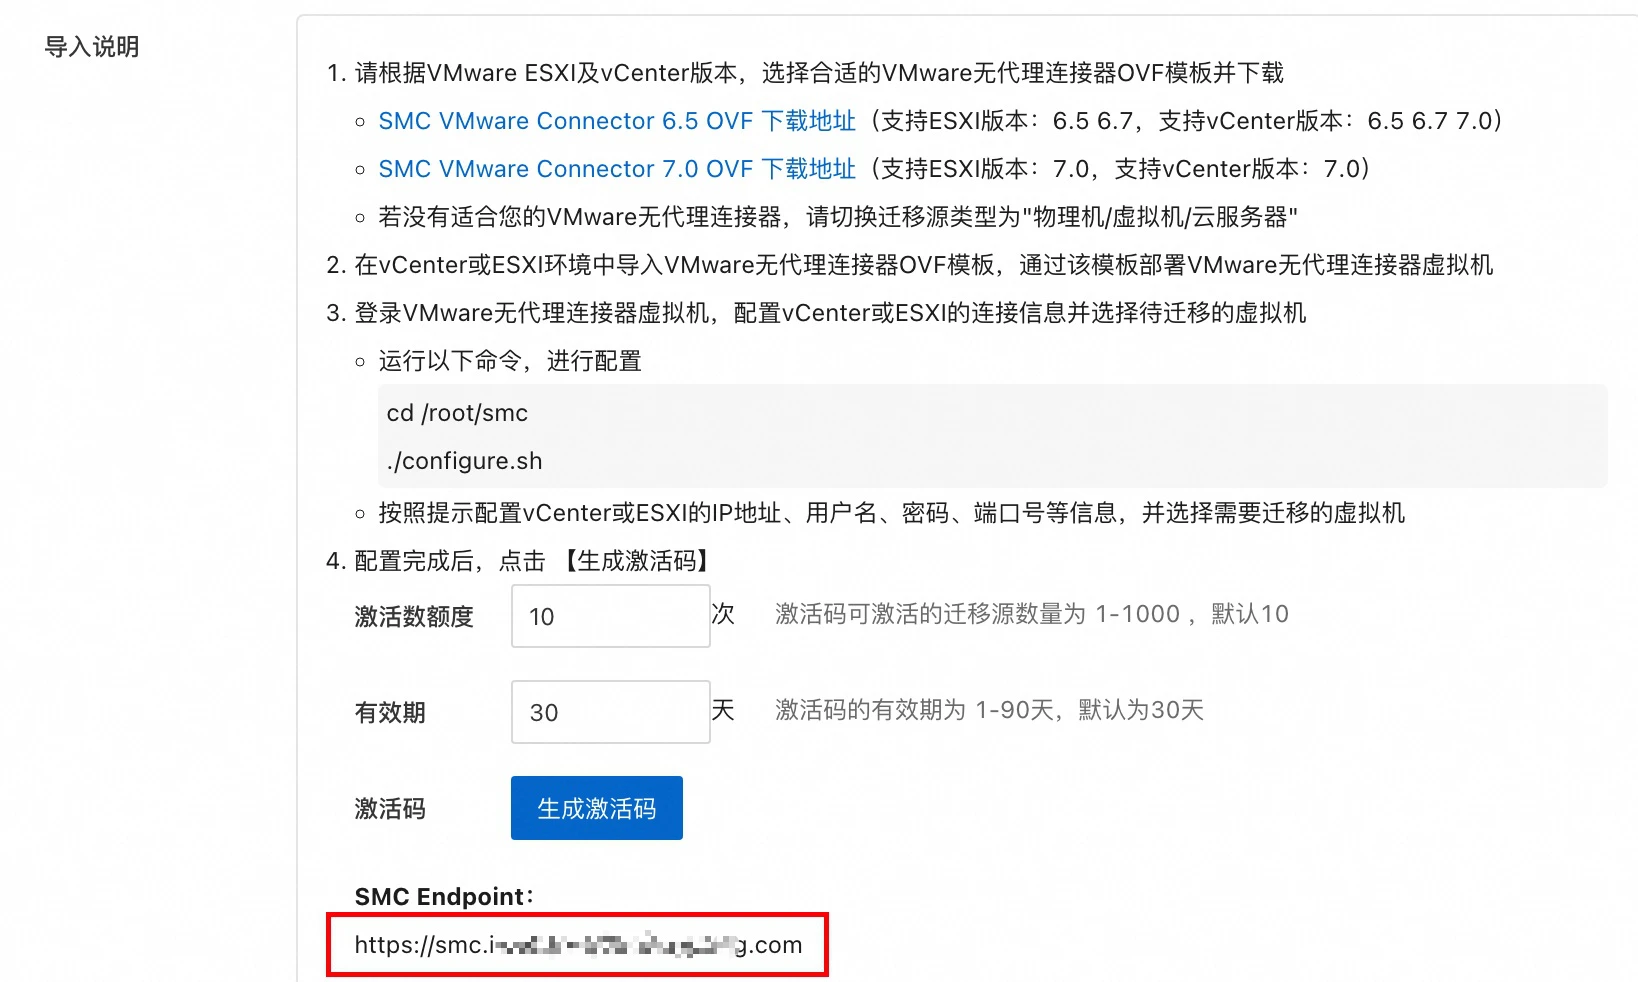 导入说明
1. 请根据VMware ESXI及vCenter版本，选择合适的VMware无代理连接器OVF模板并下载
SMC VMware Connector 6.5 OVF 下载地址（支持ESXI版本：6.5 6.7，支持vCenter版本：6.5 6.7 7.0）
SMC VMware Connector 7.0 OVF 下载地址（支持ESXI版本：7.0，支持vCenter版本：7.0）
若没有适合您的VMware无代理连接器，请切换迁移源类型为"物理机/虚拟机/云服务器"
2. 在vCenter或ESXI环境中导入VMware无代理连接器OVF模板，通过该模板部署VMware无代理连接器虚拟机
3. 登录VMware无代理连接器虚拟机，配置vCenter或ESXI的连接信息并选择待迁移的虚拟机
运行以下命令，进行配置
cd /root/smc
./configure.sh
按照提示配置vCenter或ESXI的IP地址、用户名、密码、端口号等信息，并选择需要迁移的虚拟机
4. 配置完成后，点击 【生成激活码】
激活数额度 10 次 激活码可激活的迁移源数量为 1-1000 ，默认10
有效期 30 天 激活码的有效期为 1-90天，默认为30天
激活码 生成激活码
SMC Endpoint：
https://smc.i g.com